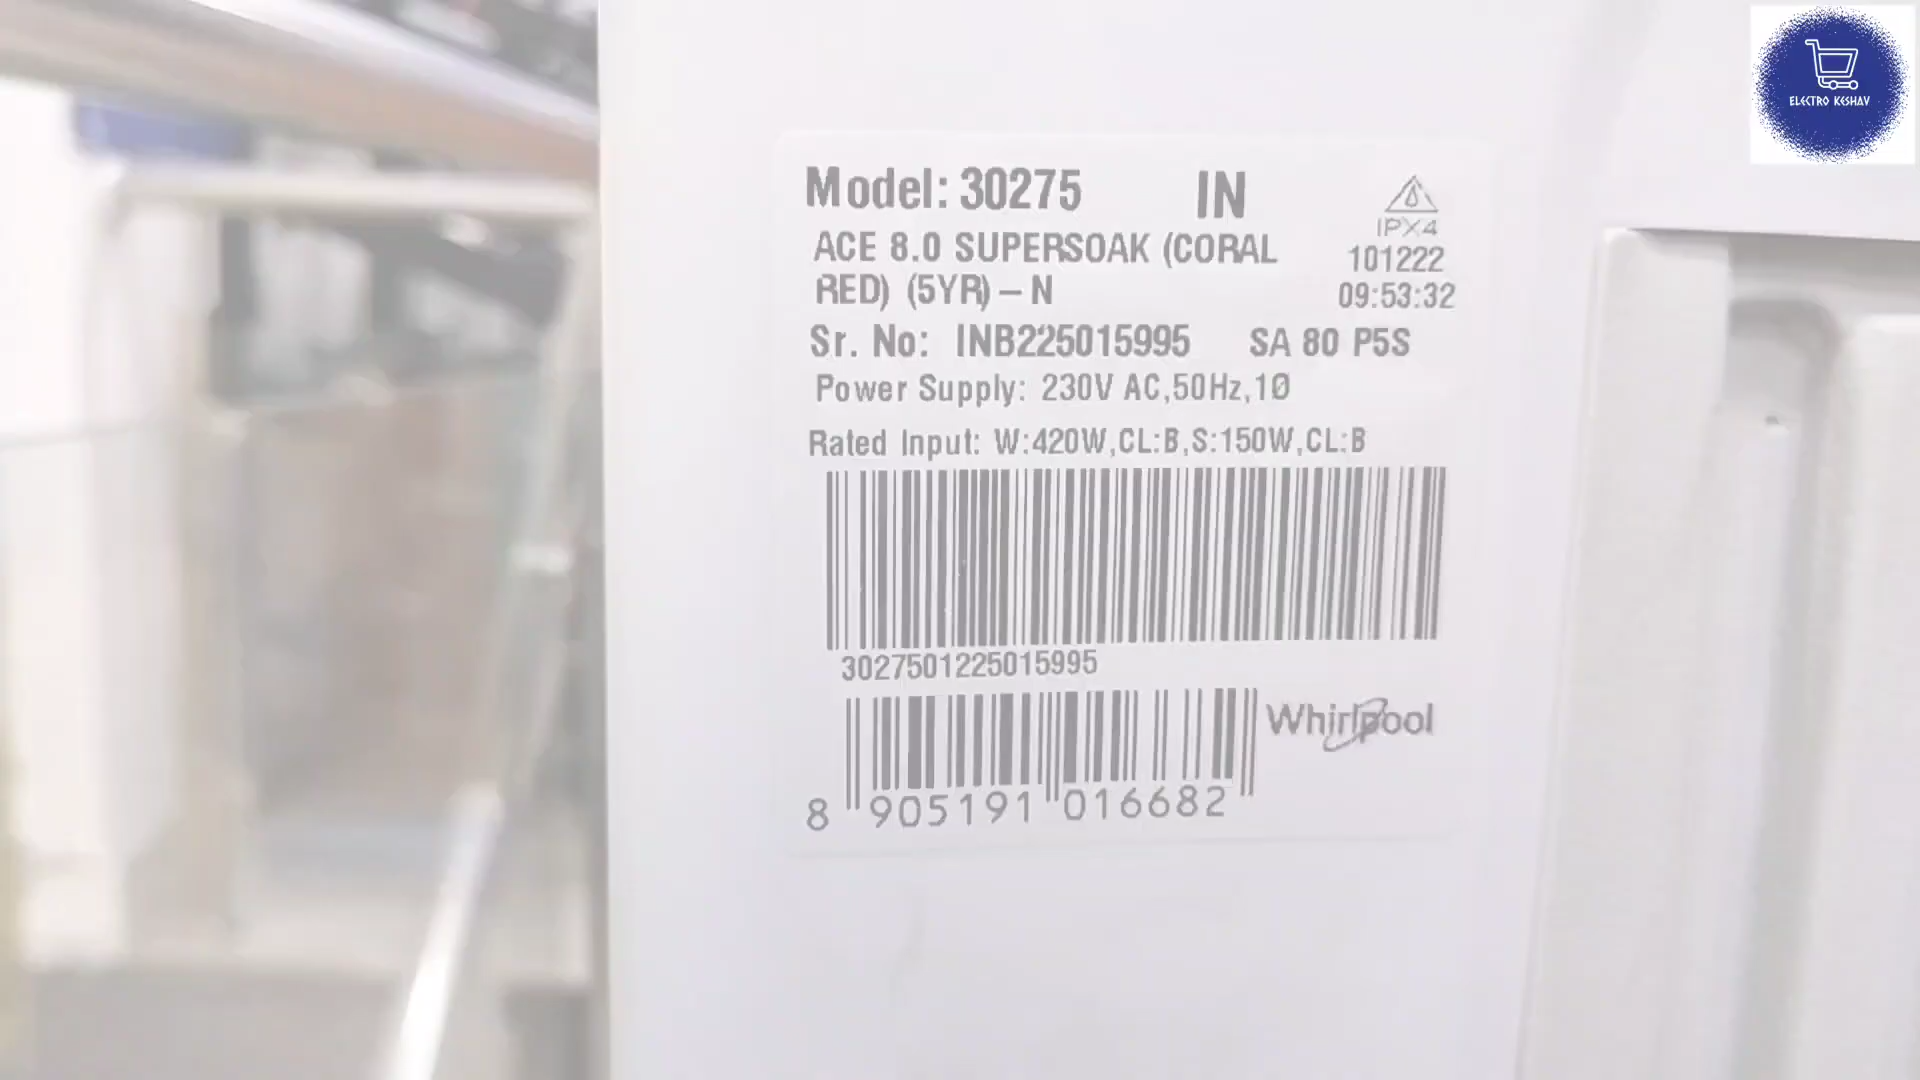 ELECTRO KESHAV
Model: 30275 IN
IPX4
ACE 8.0 SUPERSOAK (CORAL
RED) (5YR) – N
101222
09:53:32
Sr. No: INB225015995 SA 80 P5S
Power Supply: 230V AC,50Hz,1Ø
Rated Input: W:420W,CL:B,S:150W,CL:B
3027501225015995
Whirlpool
8 905191 016682